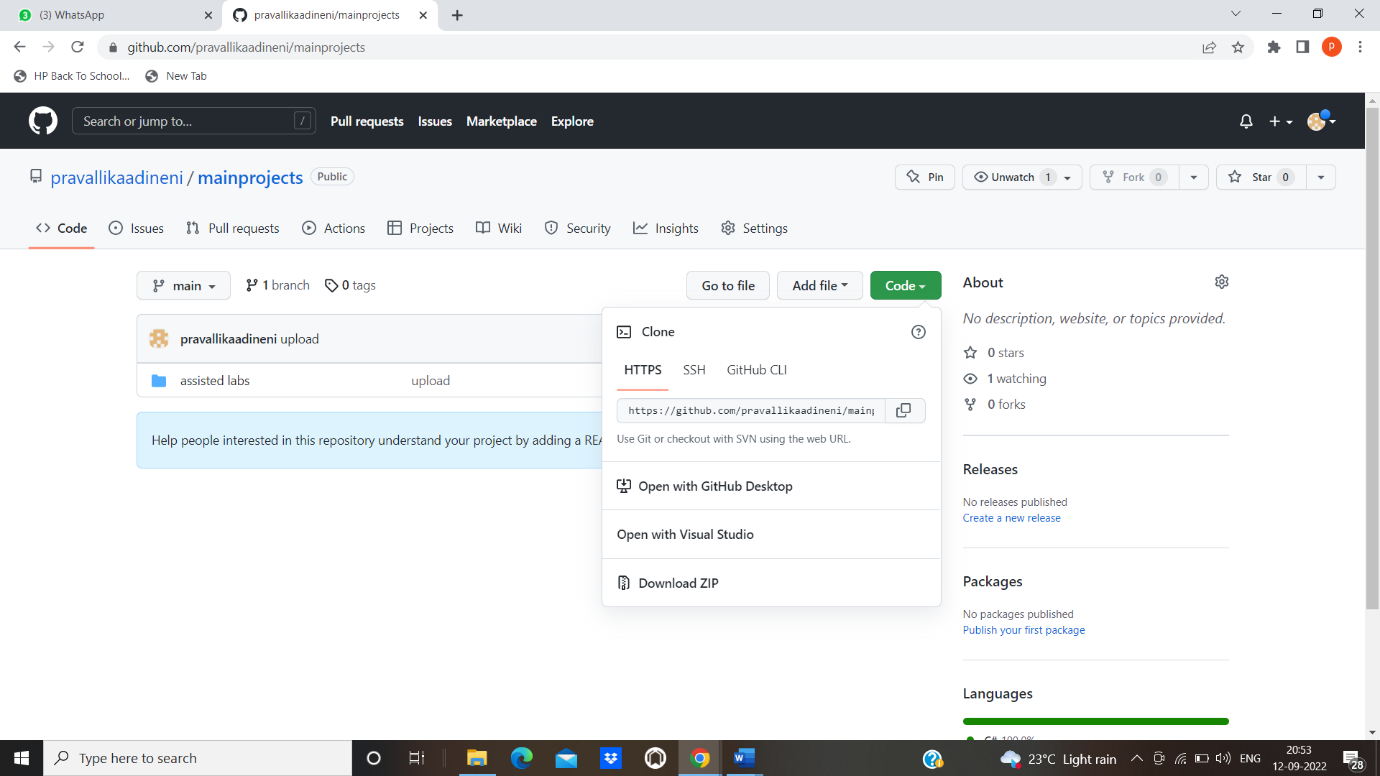 (3) WhatsApp
pravallikaadineni/mainprojects
github.com/pravallikaadineni/mainprojects
P
HP Back To School...
New Tab
Search or jump to...
/
Pull requests Issues Marketplace Explore
pravallikaadineni / mainprojects Public
Pin
Unwatch 1
Fork 0
Star 0
Code Issues Pull requests Actions Projects Wiki Security Insights Settings
main
1 branch
0 tags
Go to file
Add file
Code
pravallikaadineni upload
assisted labs upload
Help people interested in this repository understand your project by adding a REA
Clone
HTTPS SSH GitHub CLI
https://github.com/pravallikaadineni/mainp
Use Git or checkout with SVN using the web URL.
Open with GitHub Desktop
Open with Visual Studio
Download ZIP
About
No description, website, or topics provided.
0 stars
1 watching
0 forks
Releases
No releases published
Create a new release
Packages
No packages published
Publish your first package
Languages
C# 100.0%
Type here to search
23°C Light rain
ENG
20:53
12-09-2022
28